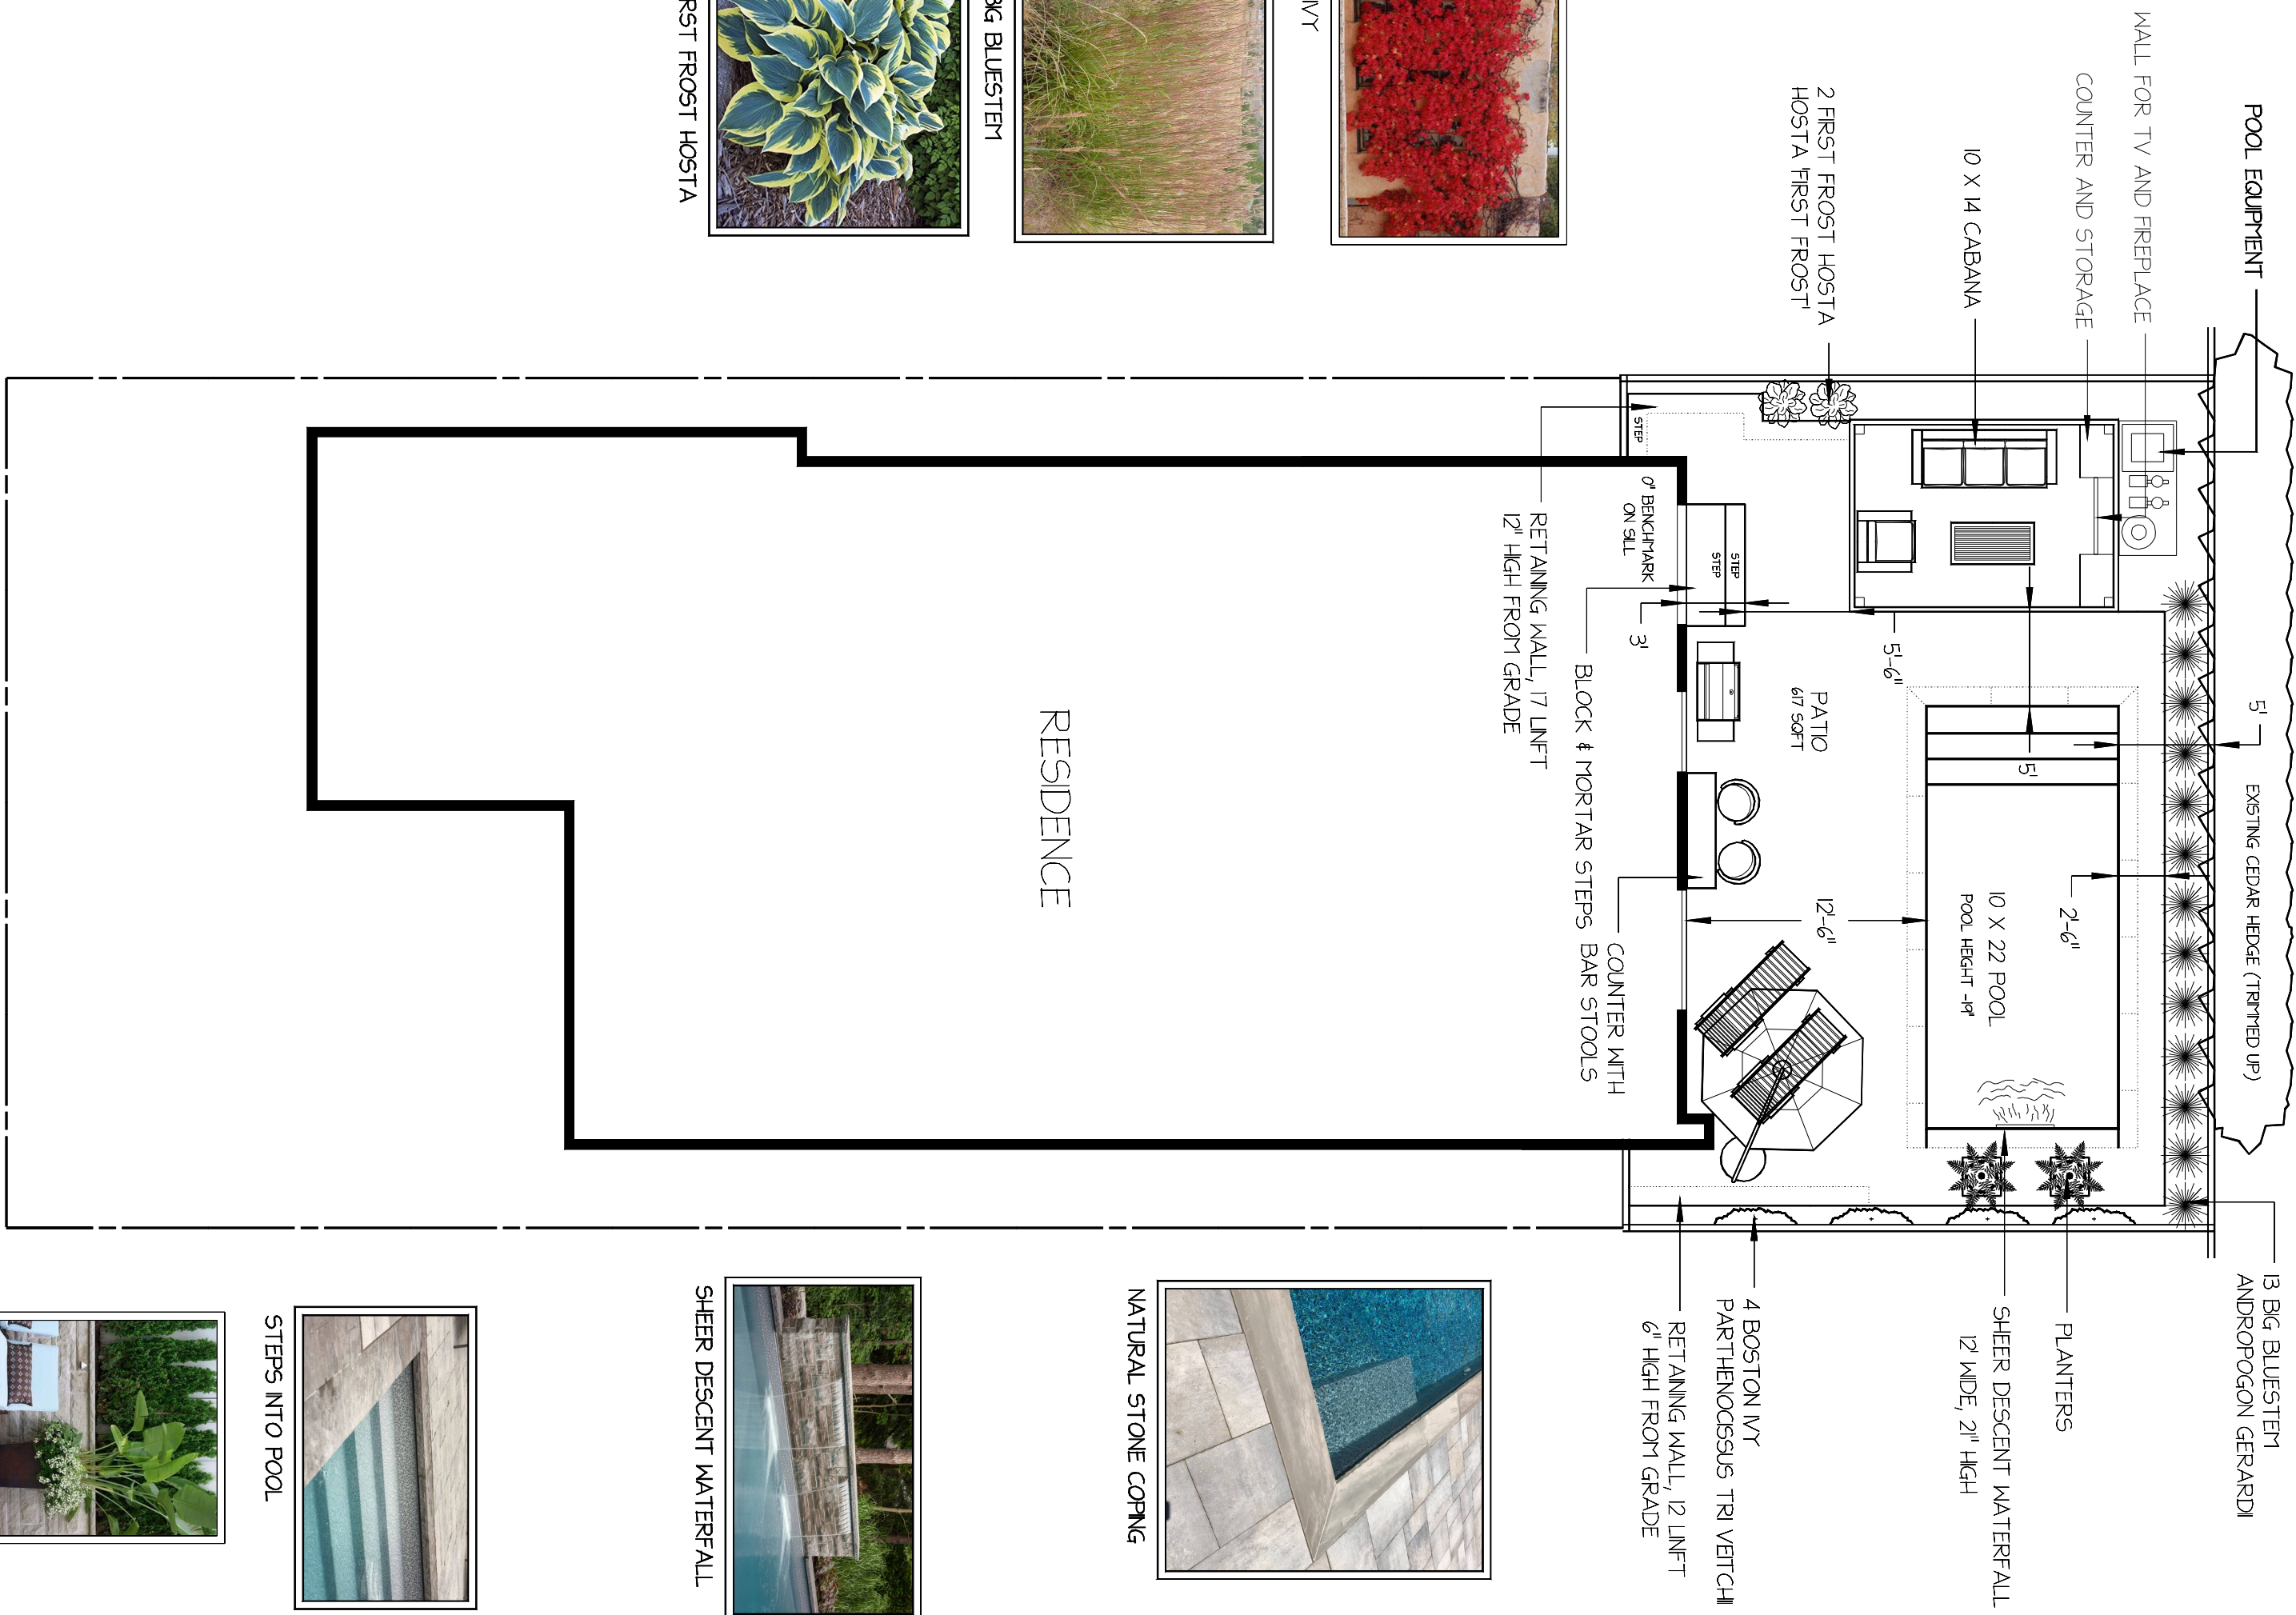 POOL EQUIPMENT
WALL FOR TV AND FIREPLACE
COUNTER AND STORAGE
10 X 14 CABANA
2 FIRST FROST HOSTA
HOSTA 'FIRST FROST'
5'
EXISTING CEDAR HEDGE (TRIMMED UP)
13 BIG BLUESTEM
ANDROPOGON GERARDII
2'-6"
PLANTERS
5'
10 X 22 POOL
POOL HEIGHT -19"
SHEER DESCENT WATERFALL
12' WIDE, 21" HIGH
5'-6"
PATIO
617 SQFT
12'-6"
STEP
STEP
STEP
0" BENCHMARK
ON SILL
3'
4 BOSTON IVY
PARTHENOCISSUS TRI VEITCHII
RETAINING WALL, 12 LINFT
6" HIGH FROM GRADE
COUNTER WITH
BAR STOOLS
BLOCK & MORTAR STEPS
RETAINING WALL, 17 LINFT
12" HIGH FROM GRADE
IVY
RESIDENCE
NATURAL STONE COPING
BIG BLUESTEM
RST FROST HOSTA
SHEER DESCENT WATERFALL
STEPS INTO POOL